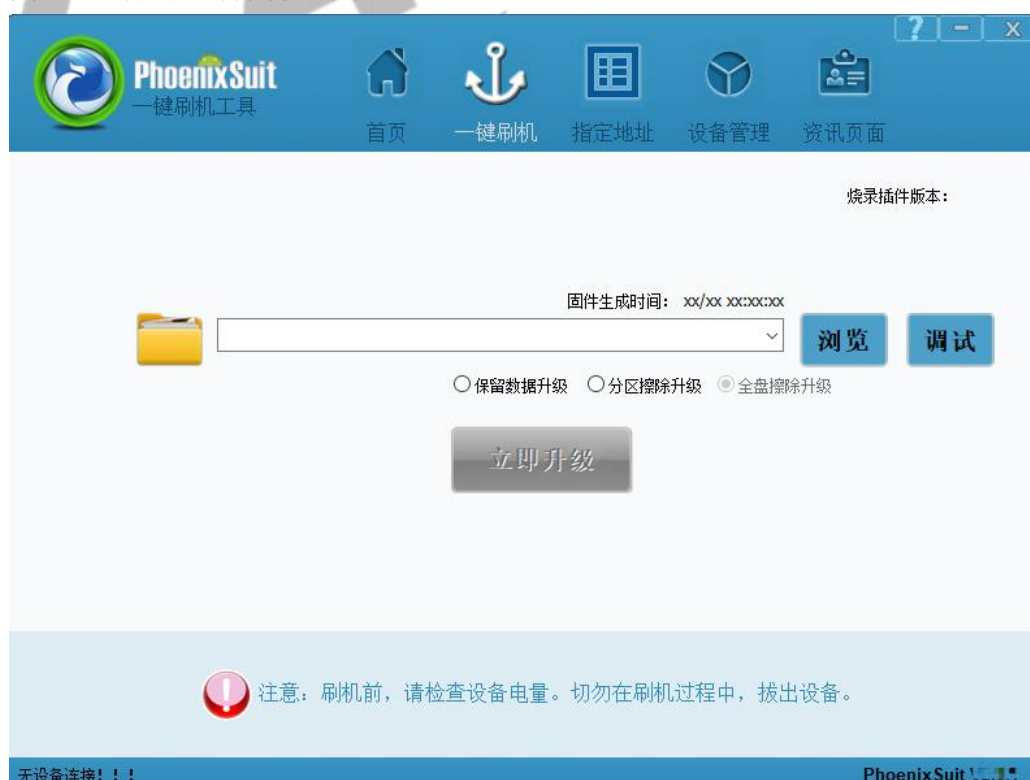 ? — x
PhoenixSuit
一键刷机工具
首页 一键刷机 指定地址 设备管理 资讯页面
烧录插件版本：
固件生成时间： xx/xx xx:xx:xx
浏览 调试
保留数据升级 分区擦除升级 全盘擦除升级
立即升级
注意：刷机前，请检查设备电量。切勿在刷机过程中，拔出设备。
无设备连接！！！ PhoenixSuit